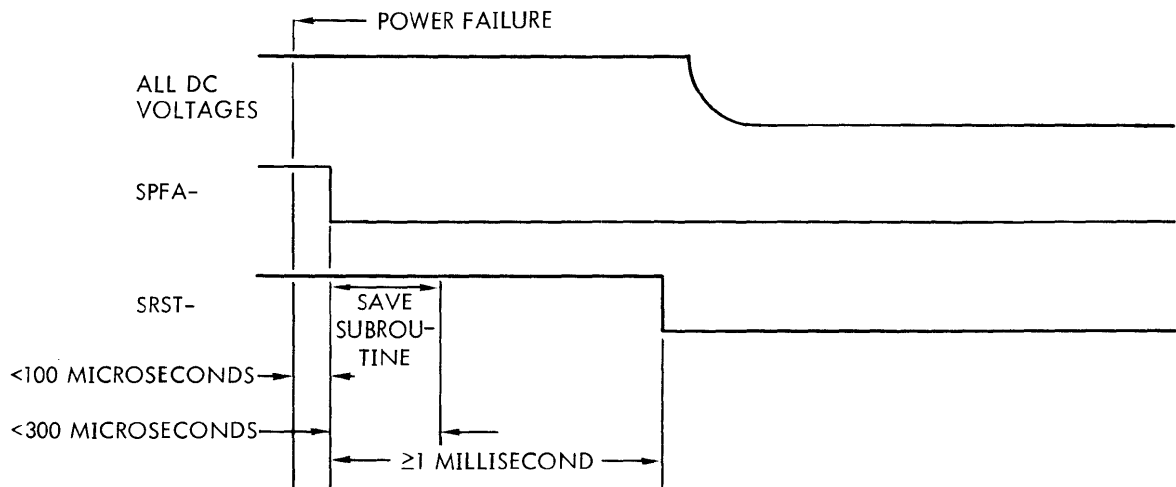 POWER FAILURE
ALL DC
VOLTAGES
SPFA-
SRST-
SAVE
SUBROU-
TINE
<100 MICROSECONDS
<300 MICROSECONDS
≥1 MILLISECOND